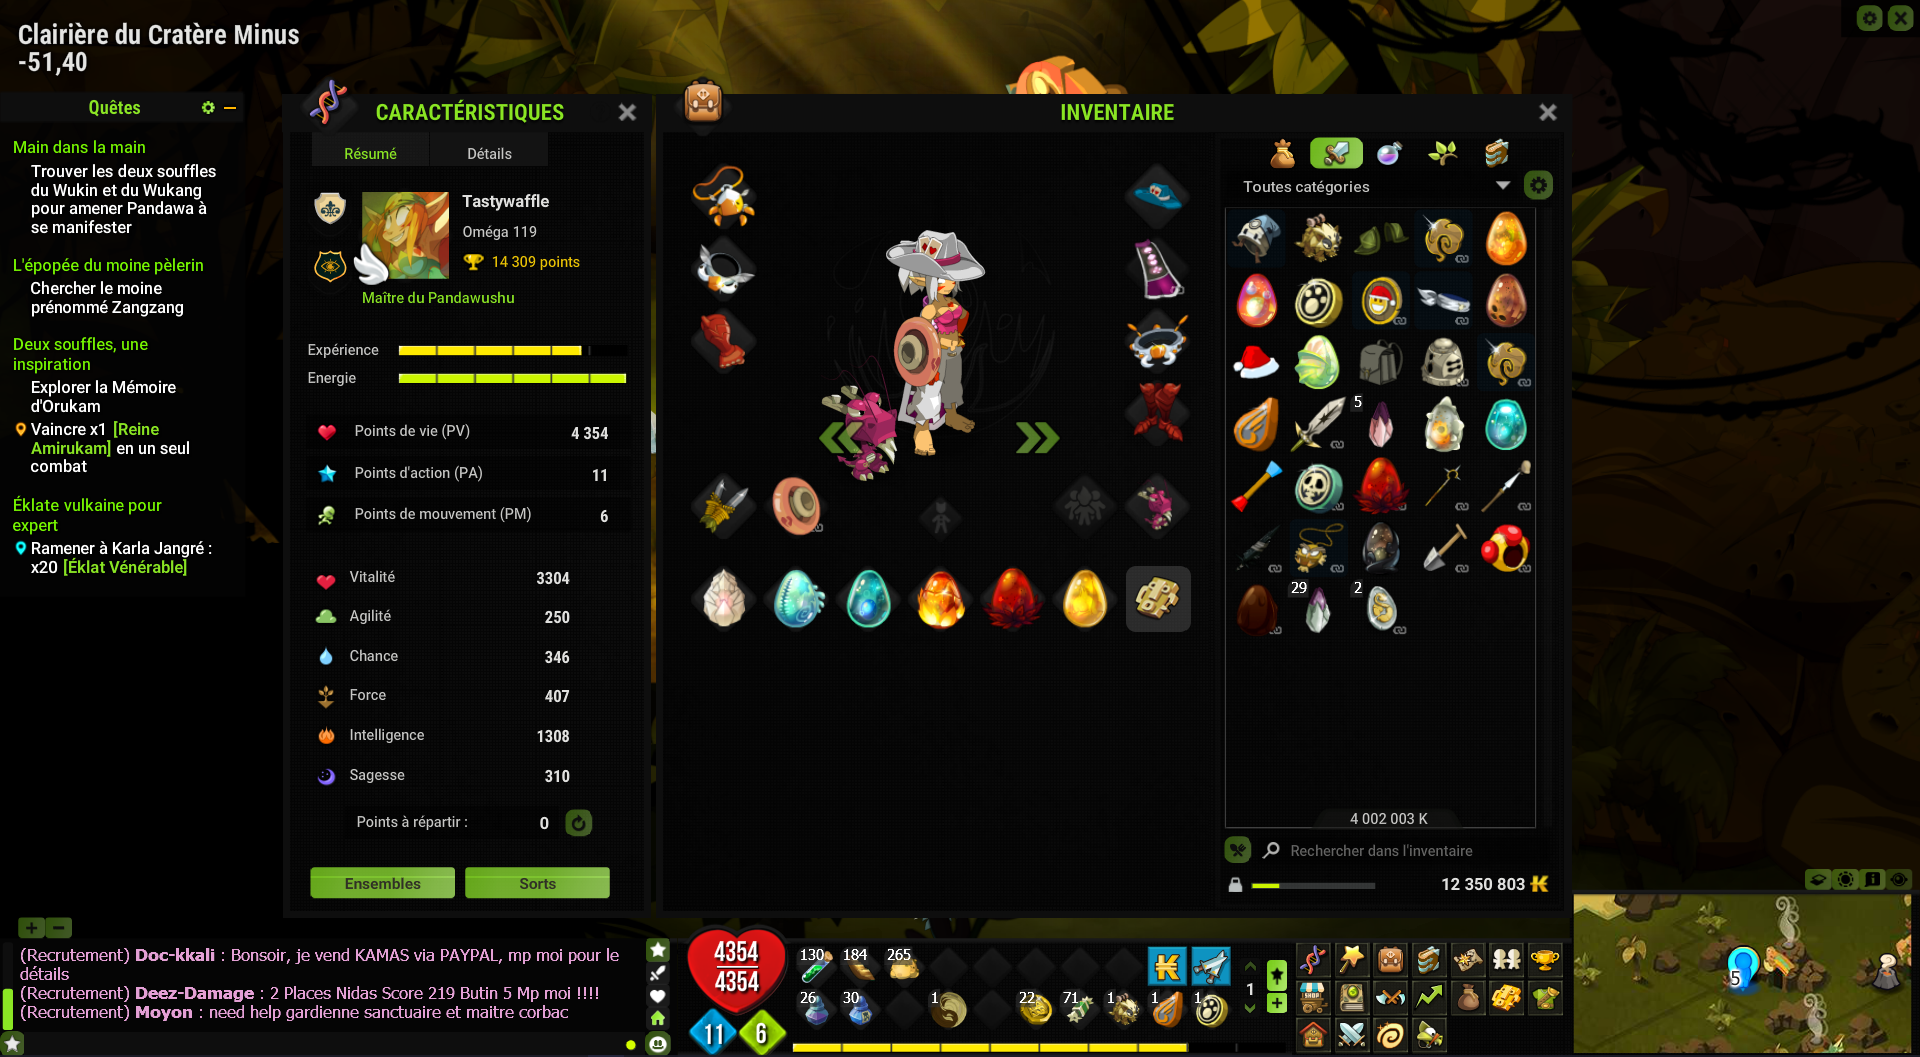 Clairière du Cratère Minus
-51,40
Quêtes
Main dans la main
Trouver les deux souffles
du Wukin et du Wukang
pour amener Pandawa à
se manifester
L'épopée du moine pèlerin
Chercher le moine
prénommé Zangzang
Deux souffles, une
inspiration
Explorer la Mémoire
d'Orukam
Vaincre x1 [Reine
Amirukam] en un seul
combat
Éklate vulkaine pour
expert
Ramener à Karla Jangré :
x20 [Éklat Vénérable]
CARACTÉRISTIQUES
Résumé
Détails
Tastywaffle
Oméga 119
14 309 points
Maître du Pandawushu
Expérience
Energie
Points de vie (PV) 4 354
Points d'action (PA) 11
Points de mouvement (PM) 6
Vitalité 3304
Agilité 250
Chance 346
Force 407
Intelligence 1308
Sagesse 310
Points à répartir : 0
Ensembles
Sorts
INVENTAIRE
Toutes catégories
5
29
2
4 002 003 K
Rechercher dans l'inventaire
12 350 803
(Recrutement) Doc-kkali : Bonsoir, je vend KAMAS via PAYPAL, mp moi pour le
détails
(Recrutement) Deez-Damage : 2 Places Nidas Score 219 Butin 5 Mp moi !!!!
(Recrutement) Moyon : need help gardienne sanctuaire et maitre corbac
4354
4354
11
6
130 184 265
26 30 1 22 71 1 1 1
1
SHOP
5